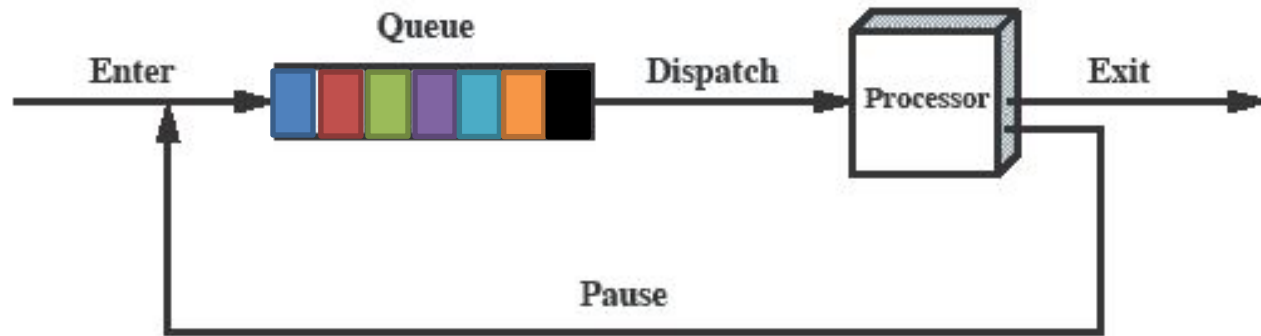 Queue
Enter
Dispatch
Processor
Exit
Pause